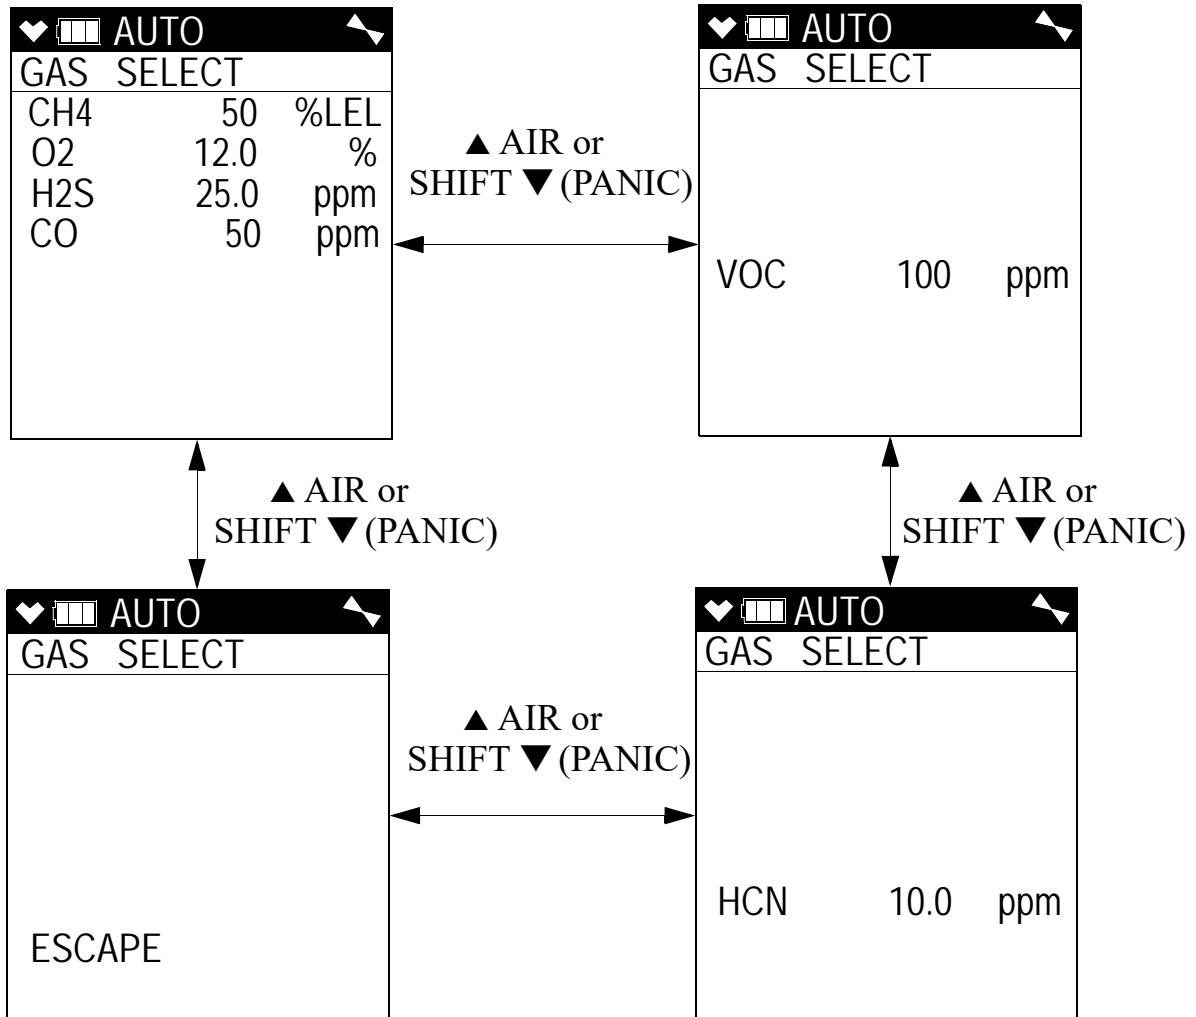 AUTO
GAS SELECT
CH4 50 %LEL
O2 12.0 %
H2S 25.0 ppm
CO 50 ppm
▲ AIR or
SHIFT ▼ (PANIC)
AUTO
GAS SELECT
VOC 100 ppm
▲ AIR or
SHIFT ▼ (PANIC)
▲ AIR or
SHIFT ▼ (PANIC)
AUTO
GAS SELECT
ESCAPE
▲ AIR or
SHIFT ▼ (PANIC)
AUTO
GAS SELECT
HCN 10.0 ppm